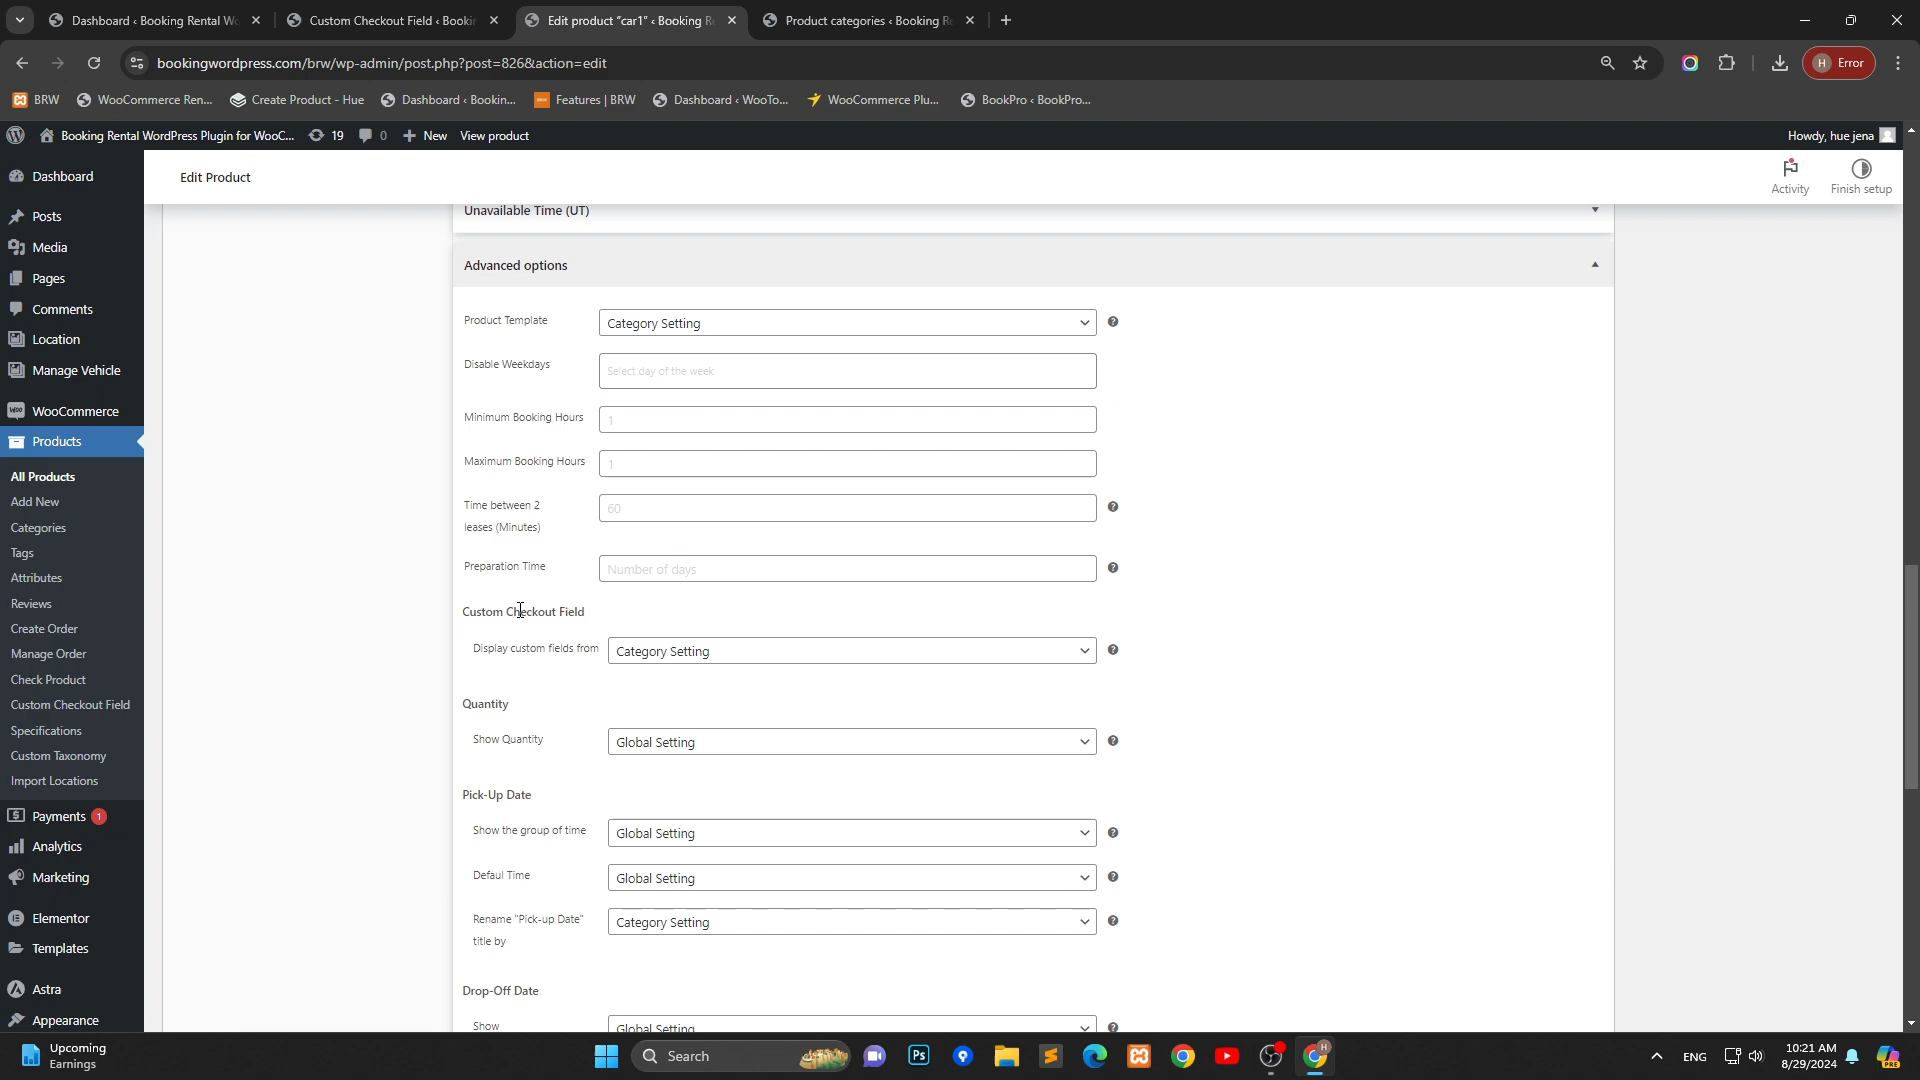 Dashboard ‹ Booking Rental W
Custom Checkout Field ‹ Booki
Edit product "car1" ‹ Booking R
Product categories ‹ Booking R
bookingwordpress.com/brw/wp-admin/post.php?post=826&action=edit
H Error
BRW
WooCommerce Ren...
Create Product - Hue
Dashboard ‹ Bookin...
Features | BRW
Dashboard ‹ WooTo...
WooCommerce Plu...
BookPro ‹ BookPro...
Booking Rental WordPress Plugin for WooC...
19
0
New
View product
Howdy, hue jena
Dashboard
Posts
Media
Pages
Comments
Location
Manage Vehicle
WooCommerce
Products
All Products
Add New
Categories
Tags
Attributes
Reviews
Create Order
Manage Order
Check Product
Custom Checkout Field
Specifications
Custom Taxonomy
Import Locations
Payments 1
Analytics
Marketing
Elementor
Templates
Astra
Appearance
Edit Product
Activity
Finish setup
Unavailable Time (UT)
Advanced options
Product Template
Category Setting
Disable Weekdays
Select day of the week
Minimum Booking Hours
1
Maximum Booking Hours
1
Time between 2
leases (Minutes)
60
Preparation Time
Number of days
Custom Checkout Field
Display custom fields from
Category Setting
Quantity
Show Quantity
Global Setting
Pick-Up Date
Show the group of time
Global Setting
Defaul Time
Global Setting
Rename "Pick-up Date"
title by
Category Setting
Drop-Off Date
Show
Global Setting
Upcoming
Earnings
Search
Ps
H
PRE
ENG
10:21 AM
8/29/2024